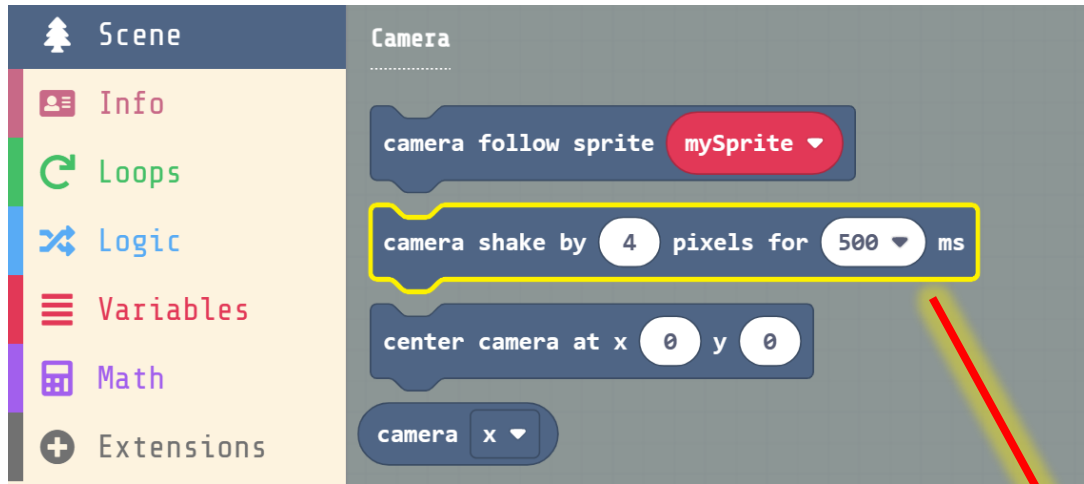 Scene
Info
Loops
Logic
Variables
Math
Extensions
Camera
camera follow sprite mySprite
camera shake by 4 pixels for 500 ms
center camera at x 0 y 0
camera x